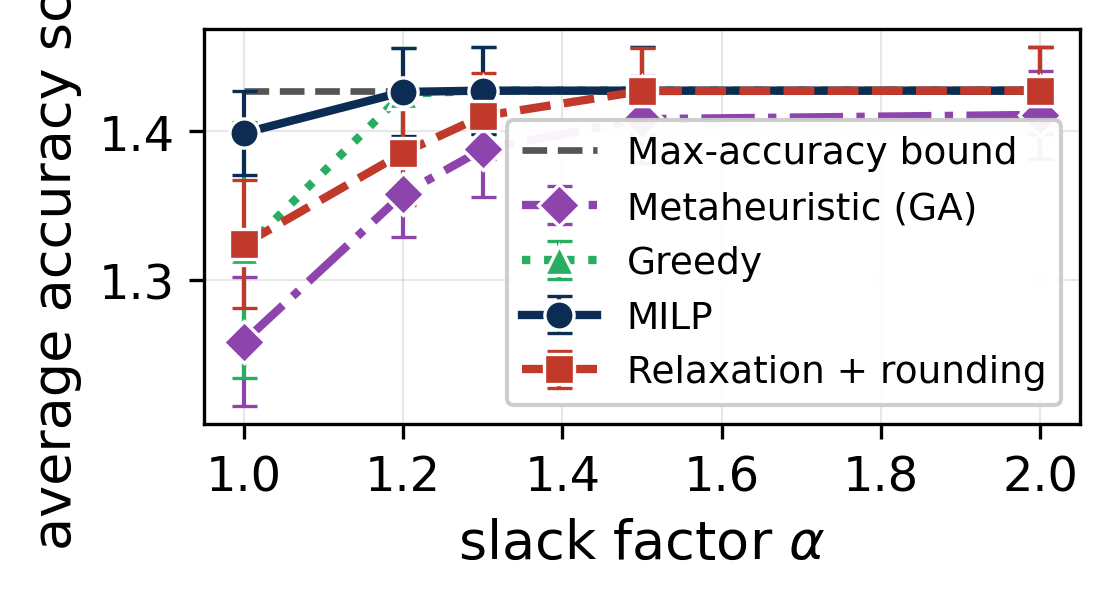 average accuracy
1.4
1.3
Max-accuracy bound
Metaheuristic (GA)
Greedy
MILP
Relaxation + rounding
1.0 1.2 1.4 1.6 1.8 2.0
slack factor α